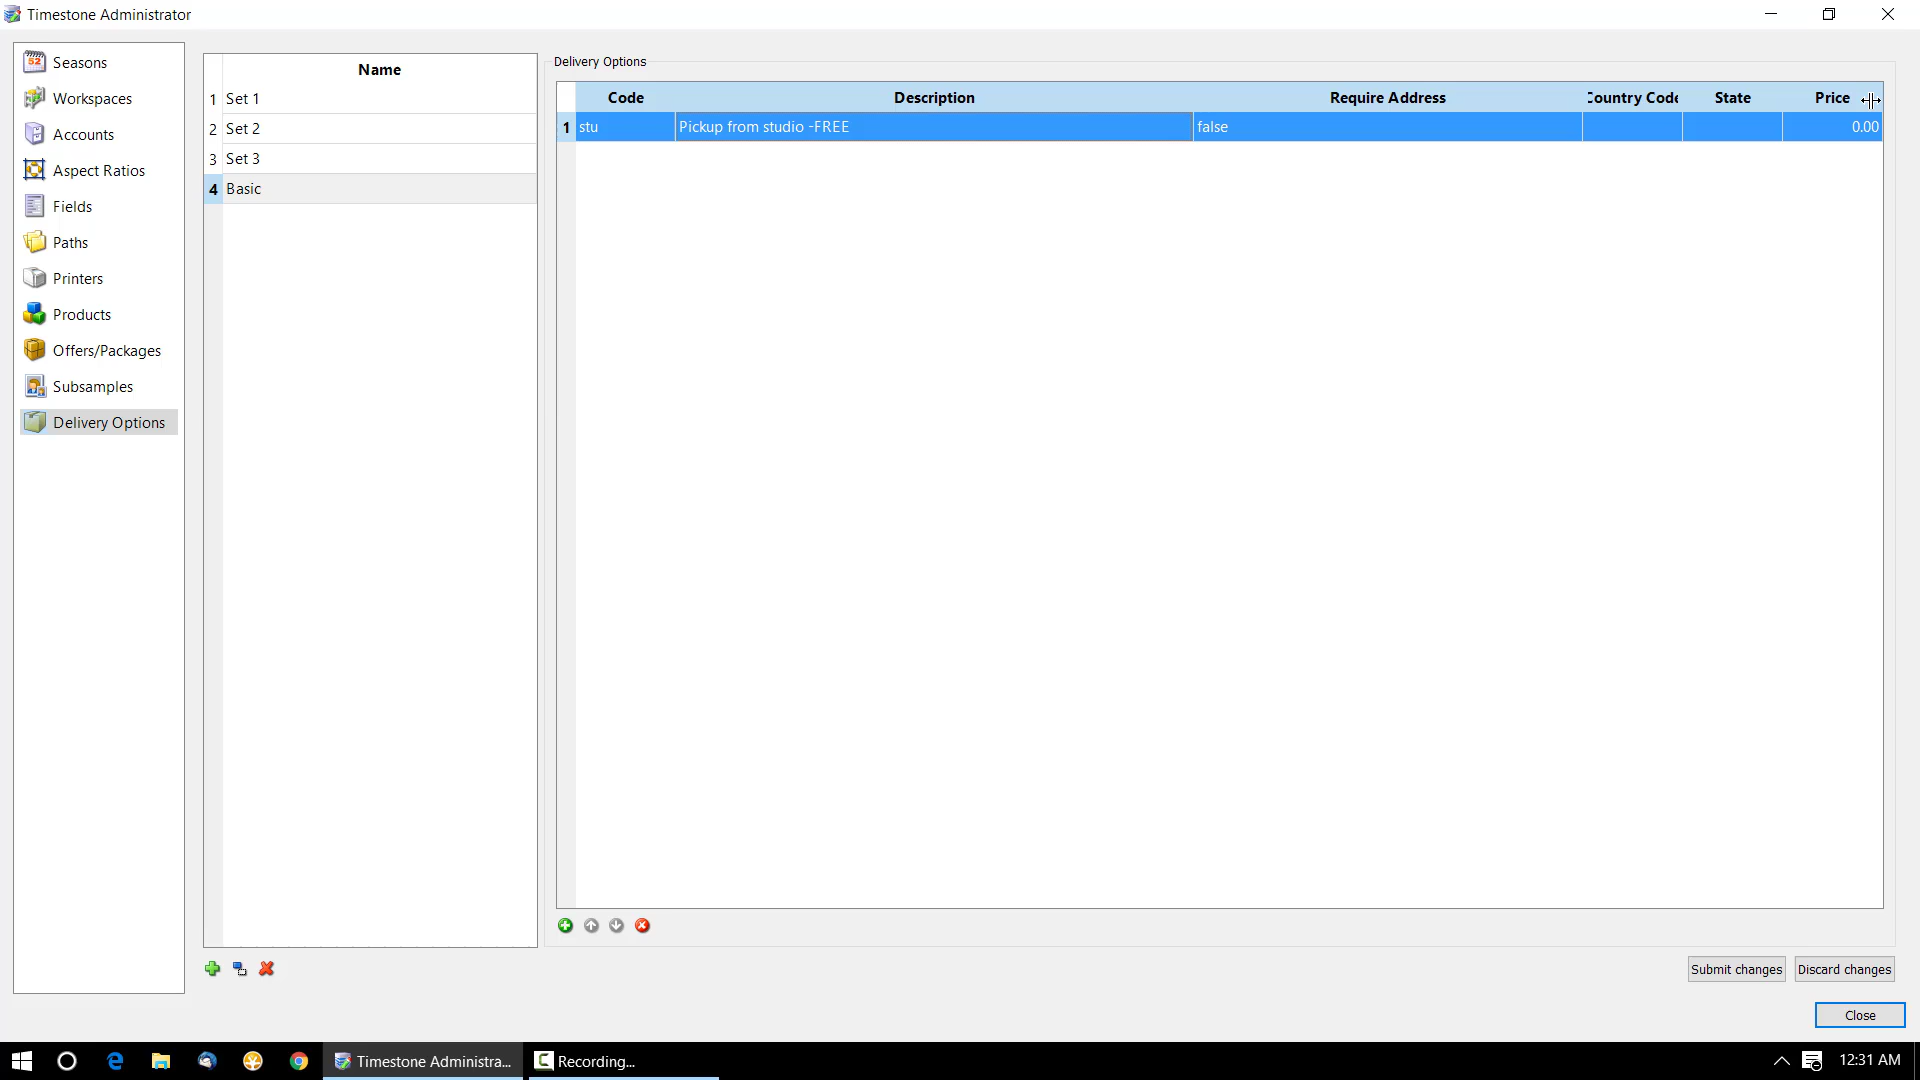 Timestone Administrator
Seasons
Workspaces
Accounts
Aspect Ratios
Fields
Paths
Printers
Products
Offers/Packages
Subsamples
Delivery Options
Name
1 Set 1
2 Set 2
3 Set 3
4 Basic
Delivery Options
Code Description Require Address Country Code State Price
1 stu Pickup from studio -FREE false 0.00
Submit changes Discard changes
Close
Timestone Administra... Recording... 12:31 AM